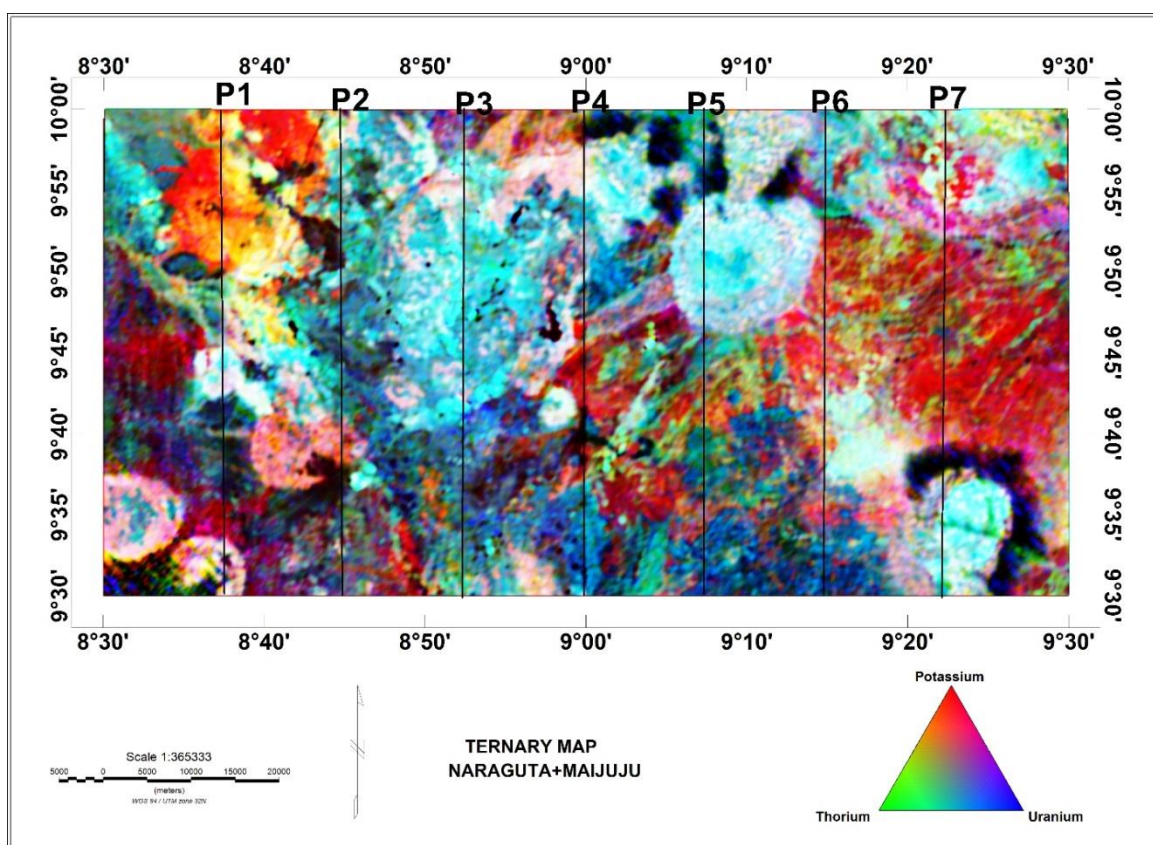 8°30' 8°40' 8°50' 9°00' 9°10' 9°20' 9°30'
P1 P2 P3 P4 P5 P6 P7
10°00' 10°00'
9°55' 9°55'
9°50' 9°50'
9°45' 9°45'
9°40' 9°40'
9°35' 9°35'
9°30' 9°30'
8°30' 8°40' 8°50' 9°00' 9°10' 9°20' 9°30'
Potassium
Thorium Uranium
TERNARY MAP
NARAGUTA+MAIJUJU
Scale 1:365333
5000 0 5000 10000 15000 20000
(meters)
WGS 84 / UTM zone 32N